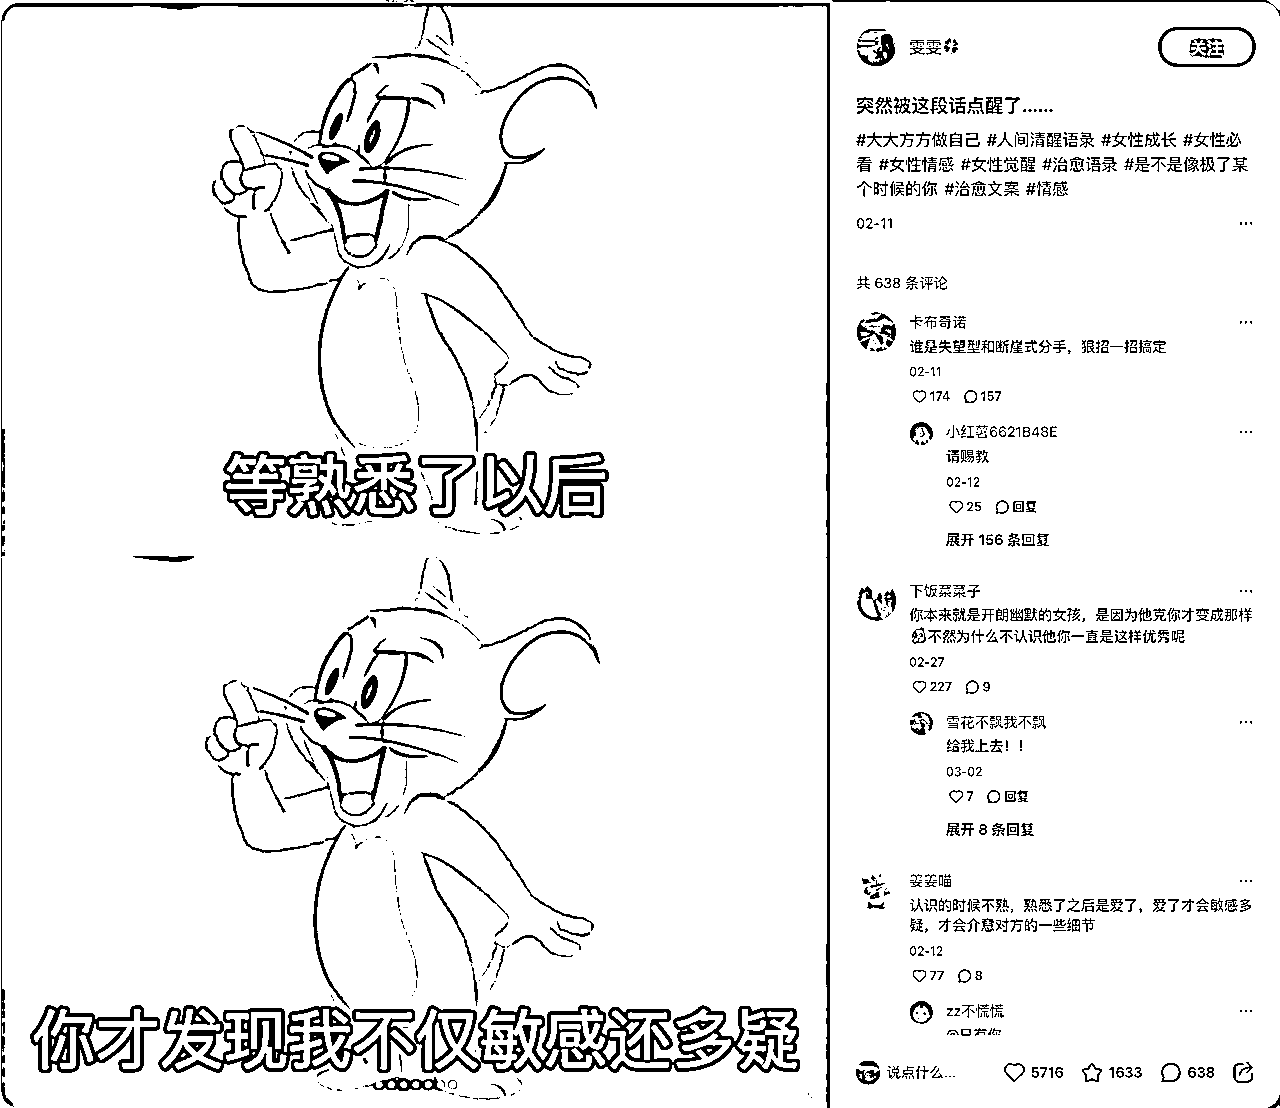 等熟悉了以后
你才发现我不仅敏感还多疑
雯雯
关注
突然被这段话点醒了......
#大大方方做自己 #人间清醒语录 #女性成长 #女性必
看 #女性情感 #女性觉醒 #治愈语录 #是不是像极了某
个时候的你 #治愈文案 #情感
02-11
共 638 条评论
卡布奇诺
谁是失望型和断崖式分手，狠招一招搞定
02-11
174 157
小红茗6621B48E
请赐教
02-12
25 回复
展开 156 条回复
下饭菜菜子
你本来就是开朗幽默的女孩，是因为他克你才变成那样
不然为什么不认识他你一直是这样优秀呢
02-27
227 9
雪花不飘我不飘
给我上去！！
03-02
7 回复
展开 8 条回复
姿姿喵
认识的时候不熟，熟悉了之后是爱了，爱了才会敏感多
疑，才会介意对方的一些细节
02-12
77 8
zz不慌慌
说点什么... 5716 1633 638